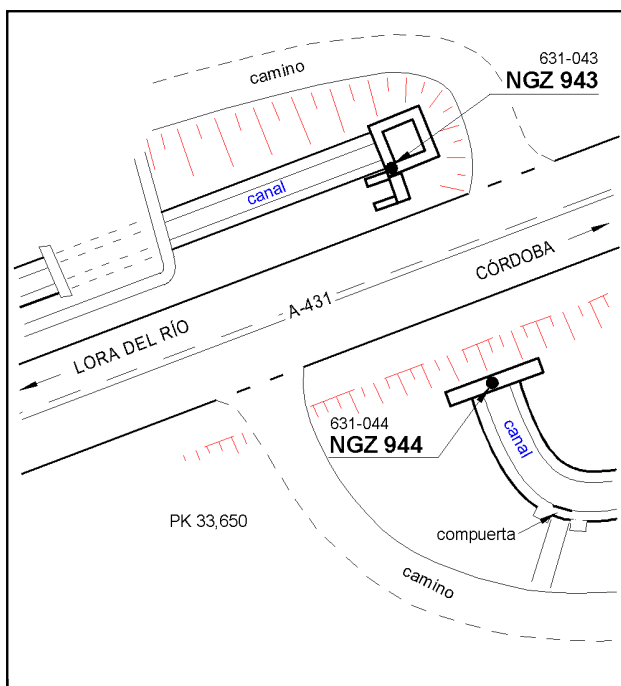 631-043
NGZ 943
camino
canal
CÓRDOBA
A-431
LORA DEL RÍO
631-044
NGZ 944
canal
PK 33,650
compuerta
camino